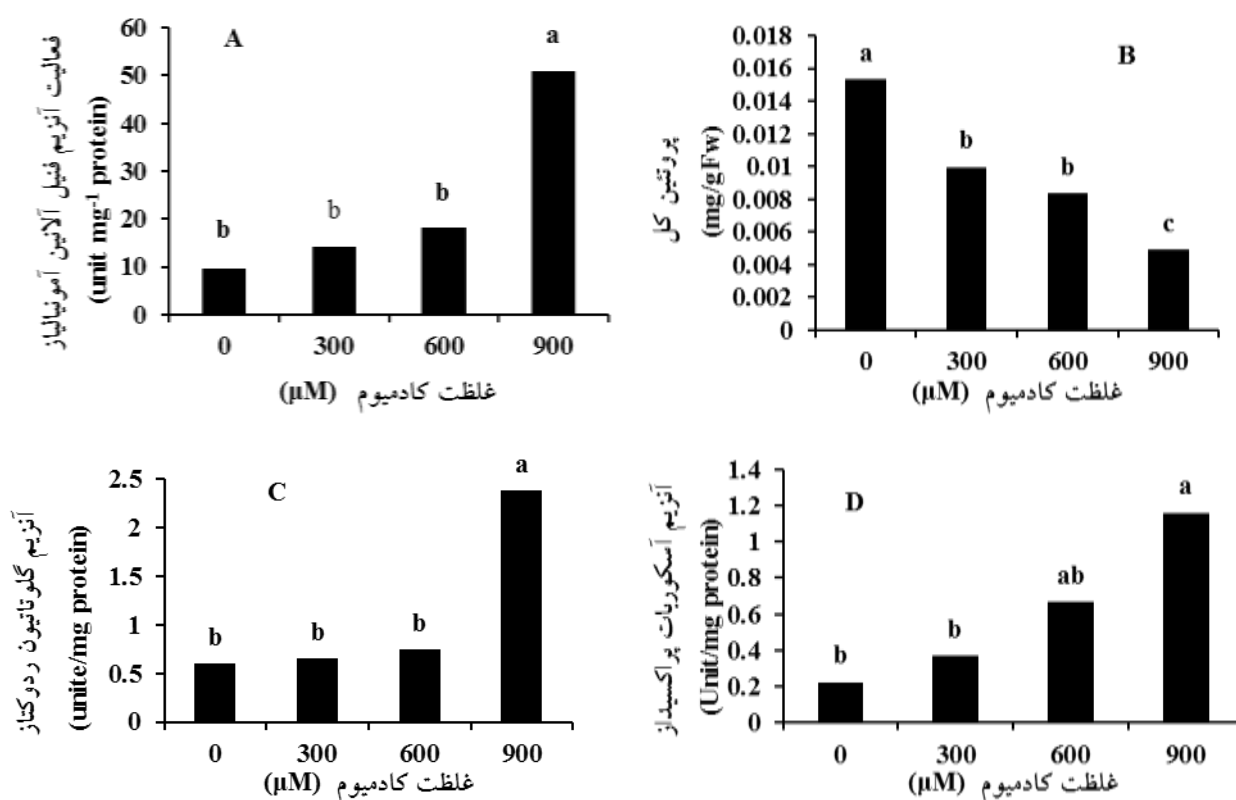 A
فعالیت آنزیم فنیل آلانین آمونیالیاز
(unit mg⁻¹ protein)
60
50
40
30
20
10
0
b
b
b
a
0 300 600 900
غلظت کادمیوم (µM)
B
پروتئین کل
(mg/gFw)
0.018
0.016
0.014
0.012
0.01
0.008
0.006
0.004
0.002
0
a
b
b
c
0 300 600 900
غلظت کادمیوم (µM)
C
آنزیم گلوتاتیون ردوکتاز
(unite/mg protein)
2.5
2
1.5
1
0.5
0
b
b
b
a
0 300 600 900
غلظت کادمیوم (µM)
D
آنزیم آسکوربات پراکسیداز
(Unit/mg protein)
1.4
1.2
1
0.8
0.6
0.4
0.2
0
b
b
ab
a
0 300 600 900
غلظت کادمیوم (µM)